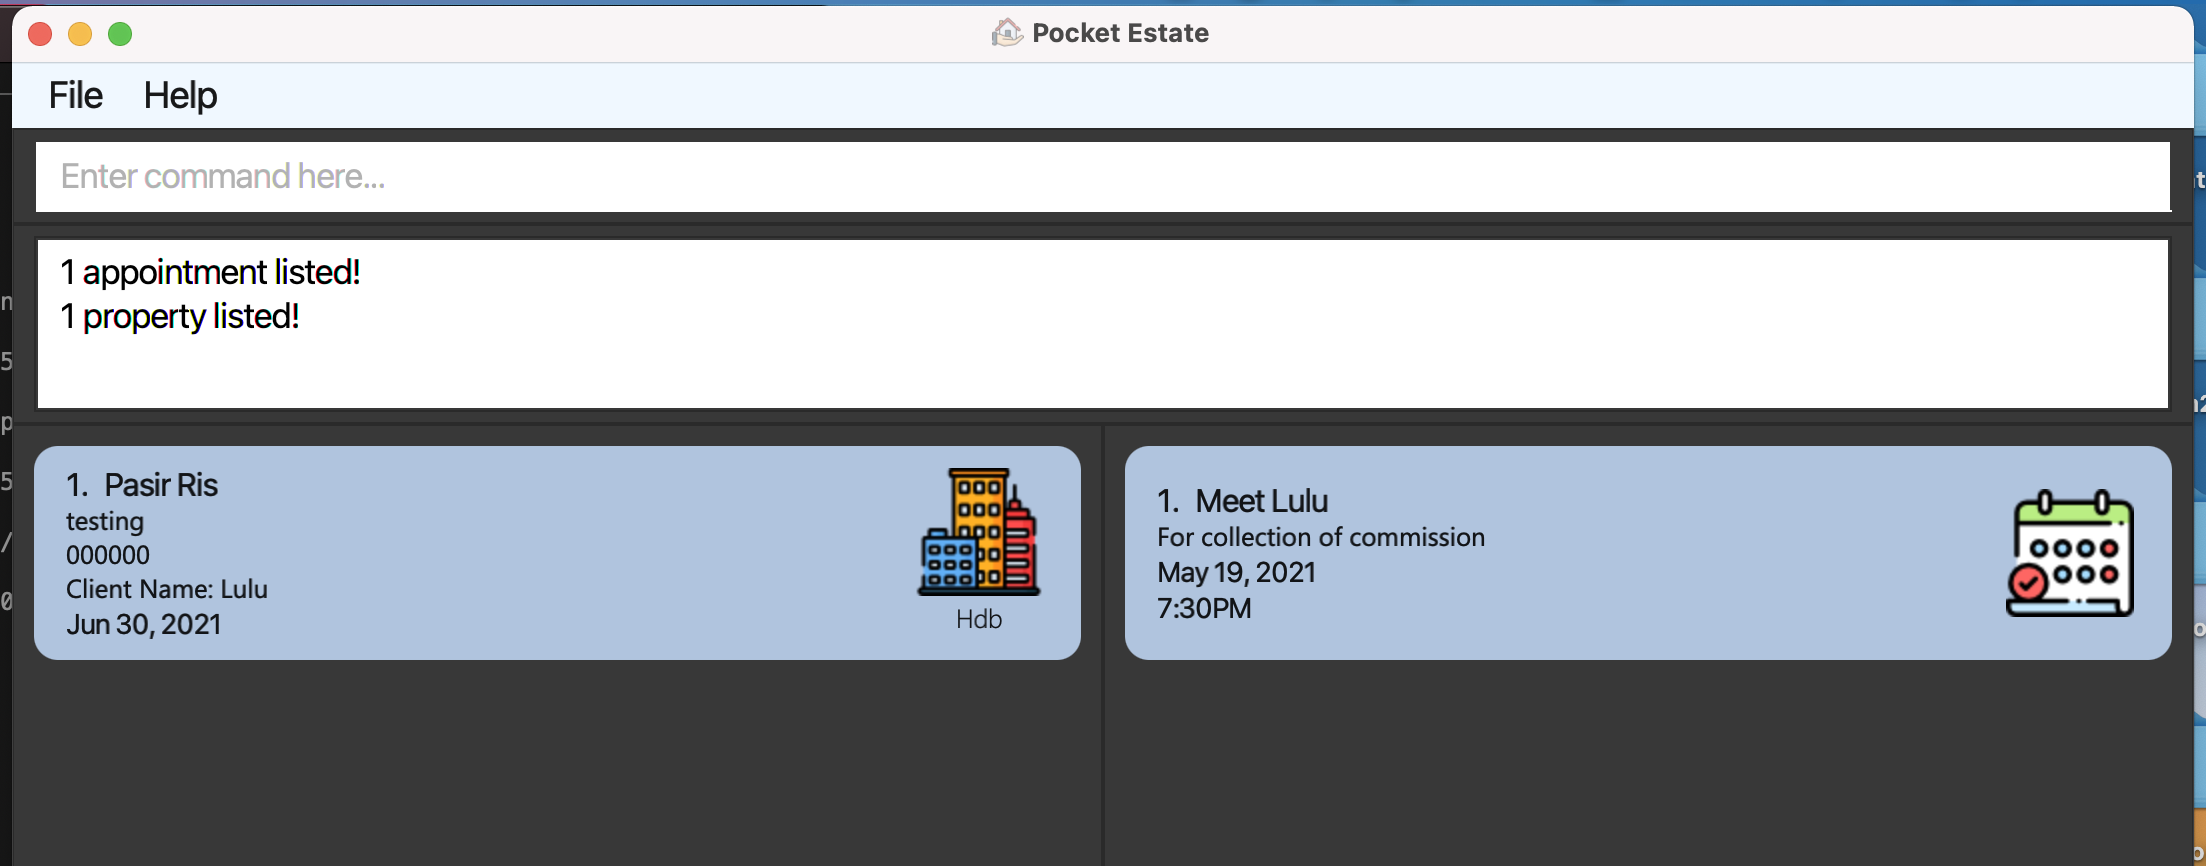 Pocket Estate
File Help
Enter command here...
1 appointment listed!
1 property listed!
1. Pasir Ris
testing
000000
Client Name: Lulu
Jun 30, 2021
Hdb
1. Meet Lulu
For collection of commission
May 19, 2021
7:30PM